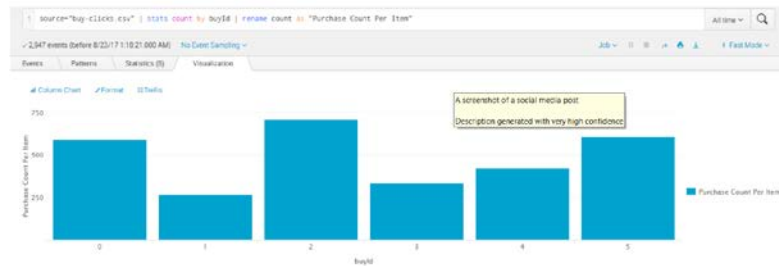 1 source="buy-clicks.csv" | stats count by buyId | rename count as "Purchase Count Per Item"
All time
2,947 events (before 8/23/17 1:18:21.000 AM) No Event Sampling
Job
Fast Mode
Events Patterns Statistics (6) Visualization
Column Chart Format Trellis
A screenshot of a social media post
Description generated with very high confidence
750
500
250
Purchase Count Per Item
0 1 2 3 4 5
buyId
Purchase Count Per Item